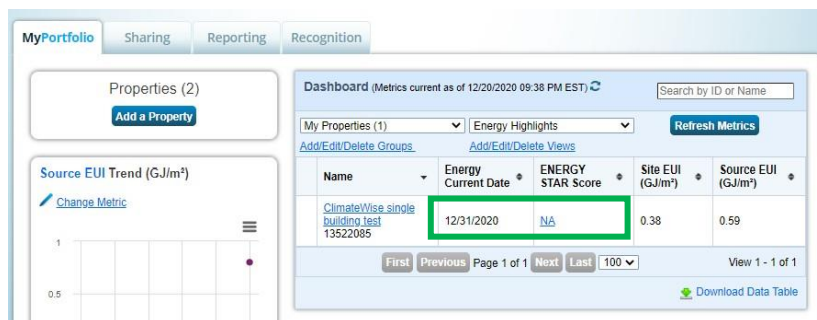 MyPortfolio Sharing Reporting Recognition
Properties (2)
Add a Property
Source EUI Trend (GJ/m²)
Change Metric
1
0.5
Dashboard (Metrics current as of 12/20/2020 09:38 PM EST)
Search by ID or Name
My Properties (1) Energy Highlights Refresh Metrics
Add/Edit/Delete Groups Add/Edit/Delete Views
Name Energy Current Date ENERGY STAR Score Site EUI (GJ/m²) Source EUI (GJ/m²)
ClimateWise single
building test
13522085
12/31/2020 NA 0.38 0.59
First Previous Page 1 of 1 Next Last 100 View 1 - 1 of 1
Download Data Table